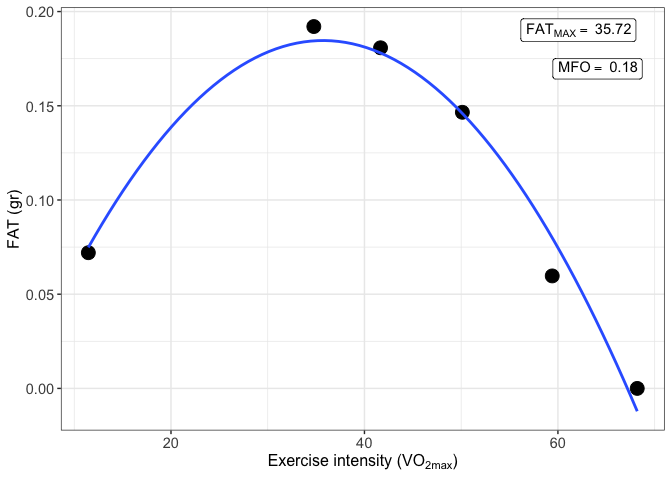 0.20
0.15
0.10
0.05
0.00
FAT (gr)
FATMAX = 35.72
MFO = 0.18
20 40 60
Exercise intensity (VO2max)